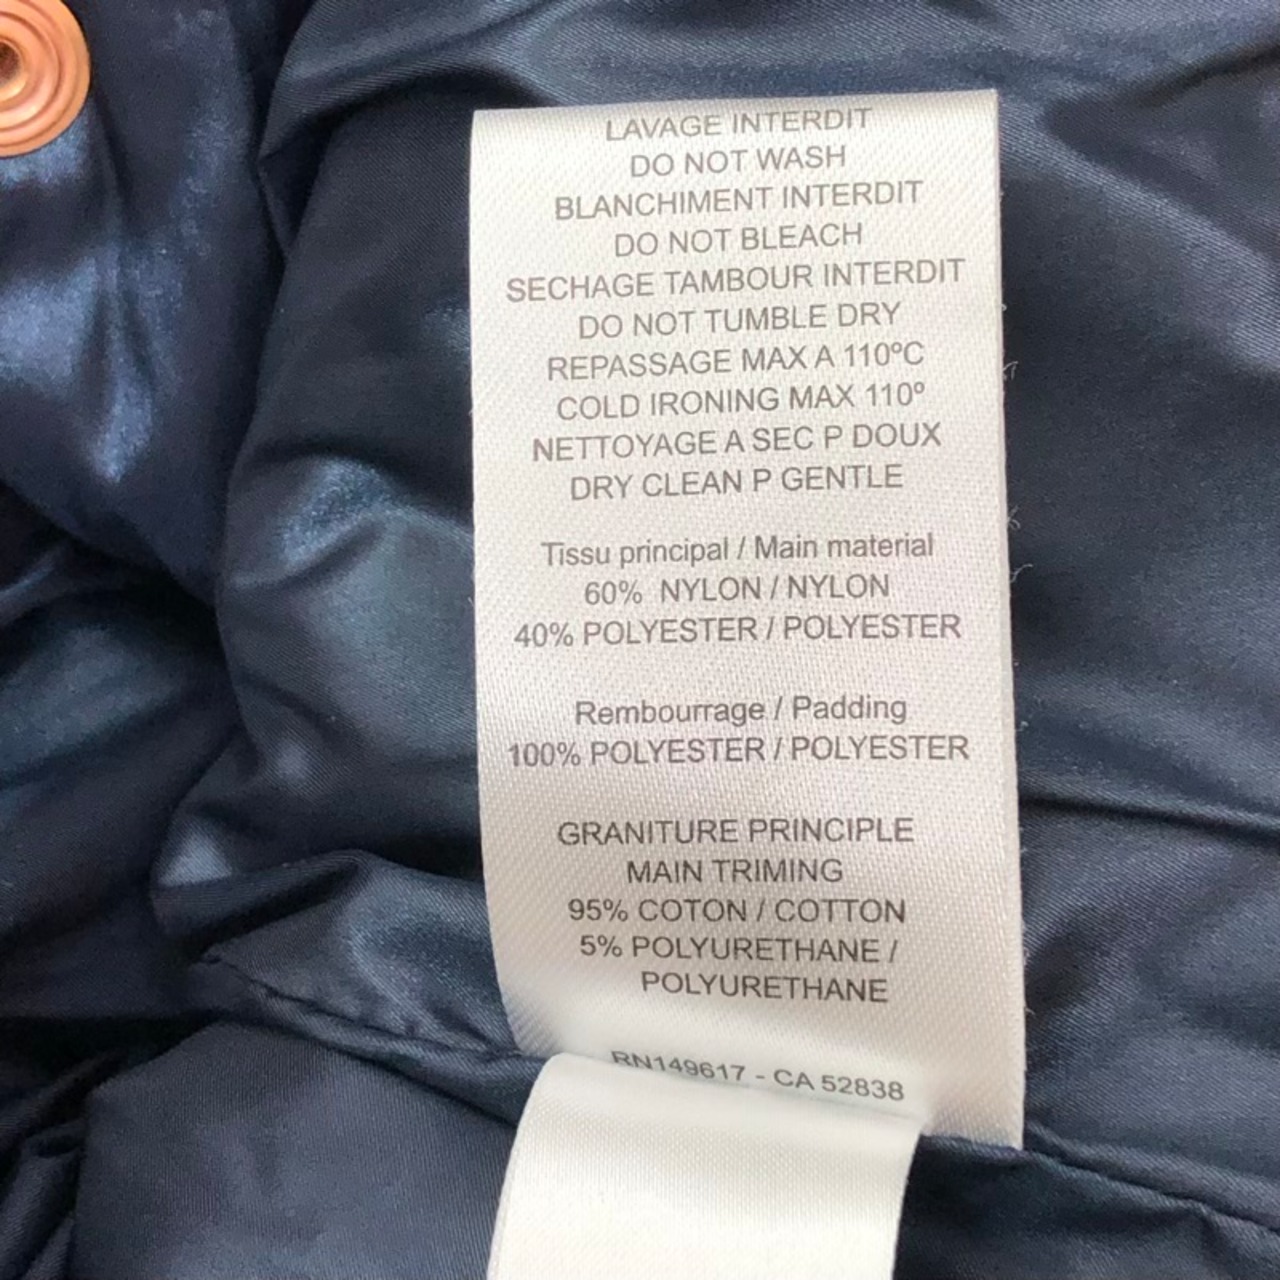 LAVAGE INTERDIT
DO NOT WASH
BLANCHIMENT INTERDIT
DO NOT BLEACH
SECHAGE TAMBOUR INTERDIT
DO NOT TUMBLE DRY
REPASSAGE MAX A 110ºC
COLD IRONING MAX 110º
NETTOYAGE A SEC P DOUX
DRY CLEAN P GENTLE
Tissu principal / Main material
60% NYLON / NYLON
40% POLYESTER / POLYESTER
Rembourrage / Padding
100% POLYESTER / POLYESTER
GRANITURE PRINCIPLE
MAIN TRIMING
95% COTON / COTTON
5% POLYURETHANE /
POLYURETHANE
RN149617 - CA 52838